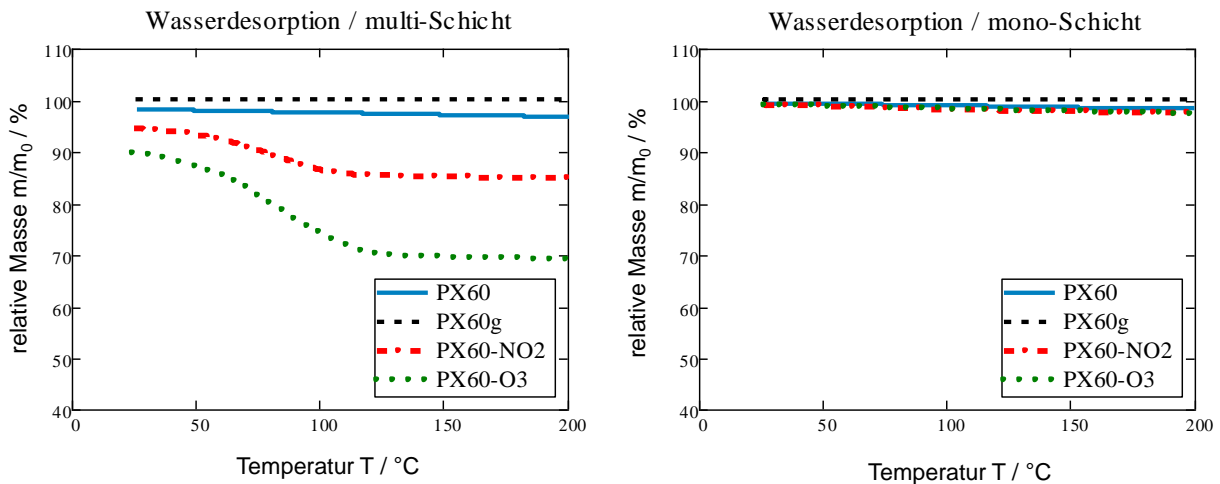 Wasserdesorption / multi-Schicht
110
100
90
80
70
60
50
40
0
50
100
150
200
relative Masse m/m0 / %
Temperatur T / °C
PX60
PX60g
PX60-NO2
PX60-O3
Wasserdesorption / mono-Schicht
110
100
90
80
70
60
50
40
0
50
100
150
200
relative Masse m/m0 / %
Temperatur T / °C
PX60
PX60g
PX60-NO2
PX60-O3